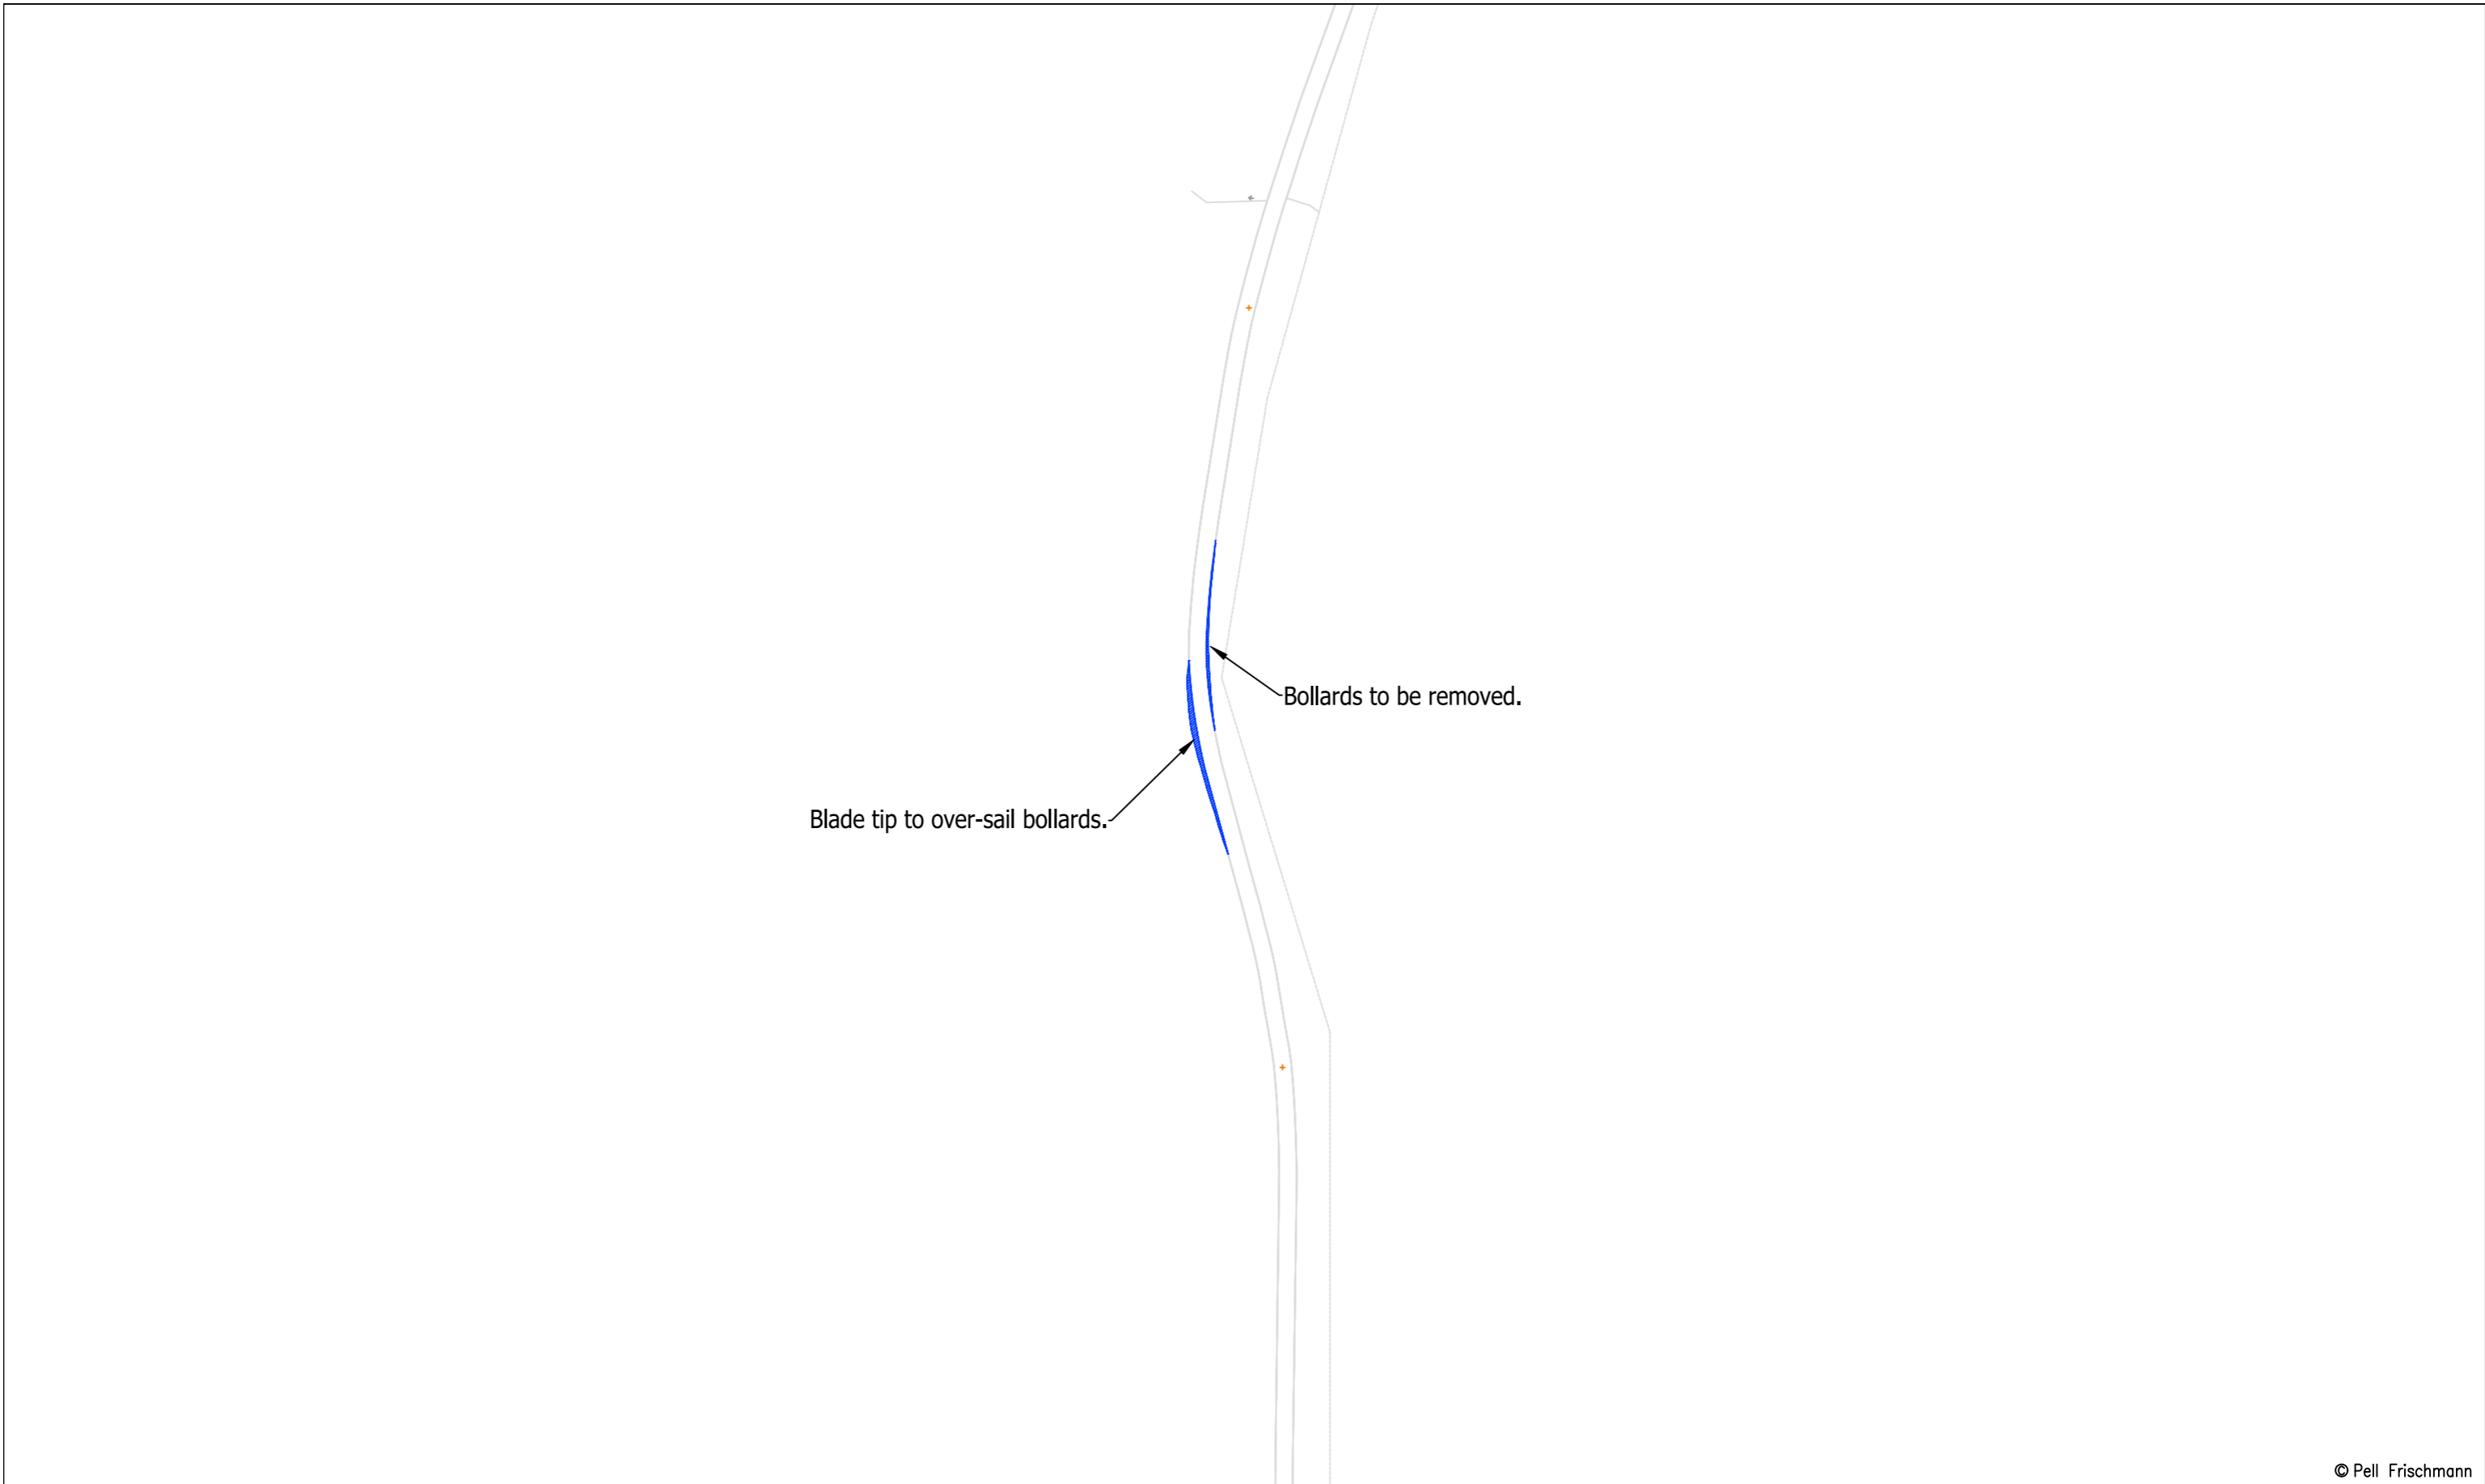 Bollards to be removed.
Blade tip to over-sail bollards.
© Pell Frischmann